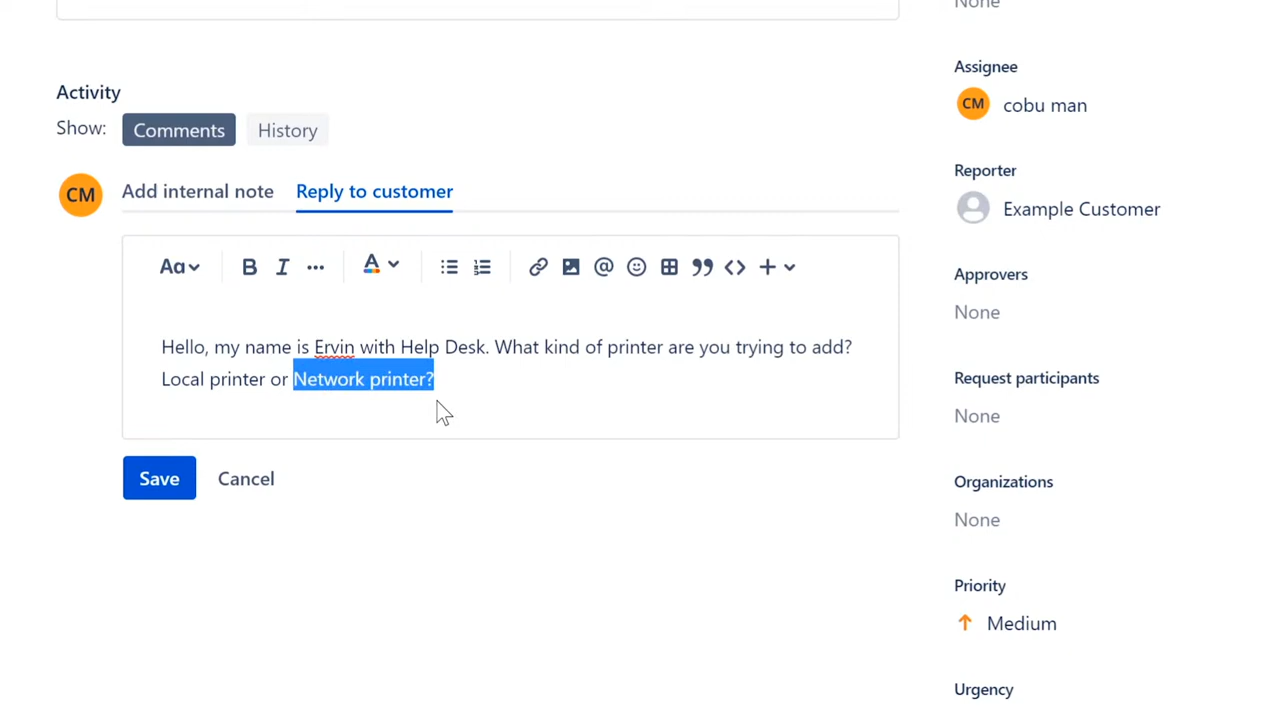 None
Activity
Show: Comments History
CM Add internal note Reply to customer
Aa B I ... A
Hello, my name is Ervin with Help Desk. What kind of printer are you trying to add?
Local printer or Network printer?
Save Cancel
Assignee
CM cobu man
Reporter
Example Customer
Approvers
None
Request participants
None
Organizations
None
Priority
Medium
Urgency